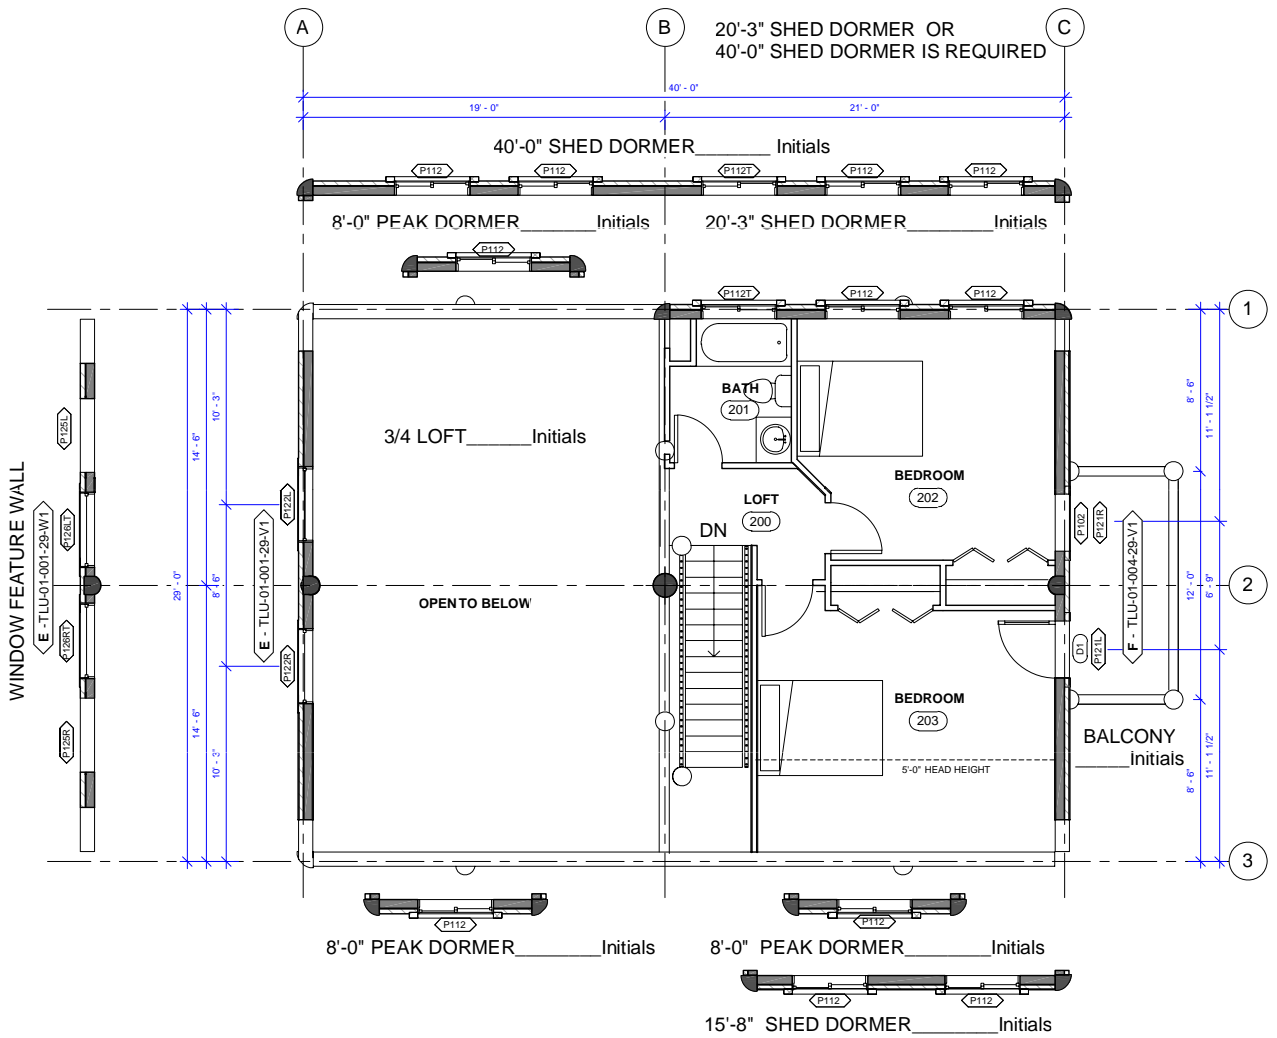 A
B
C
20'-3" SHED DORMER OR
40'-0" SHED DORMER IS REQUIRED
40' - 0"
19' - 0"
21' - 0"
40'-0" SHED DORMER_______ Initials
P112
P112
P112T
P112
P112
8'-0" PEAK DORMER_______Initials
20'-3" SHED DORMER________Initials
P112
P112T
P112
P112
1
BATH
201
3/4 LOFT______Initials
BEDROOM
202
LOFT
200
DN
OPEN TO BELOW
2
BEDROOM
203
5'-0" HEAD HEIGHT
BALCONY
_____Initials
3
WINDOW FEATURE WALL
E -TLU-01-001-29-W1
P125L
P126LT
P126RT
P125R
29' - 0"
14' - 6"
14' - 6"
10' - 3"
8' - 6"
10' - 3"
E - TLU-01-001-29-V1
P122L
P122R
P102
P121R
D1
P121L
F - TLU-01-004-29-V1
8' - 6"
12' - 0"
8' - 6"
11' - 1 1/2"
6' - 9"
11' - 1 1/2"
P112
8'-0" PEAK DORMER________Initials
P112
8'-0" PEAK DORMER________Initials
P112
P112
15'-8" SHED DORMER________Initials